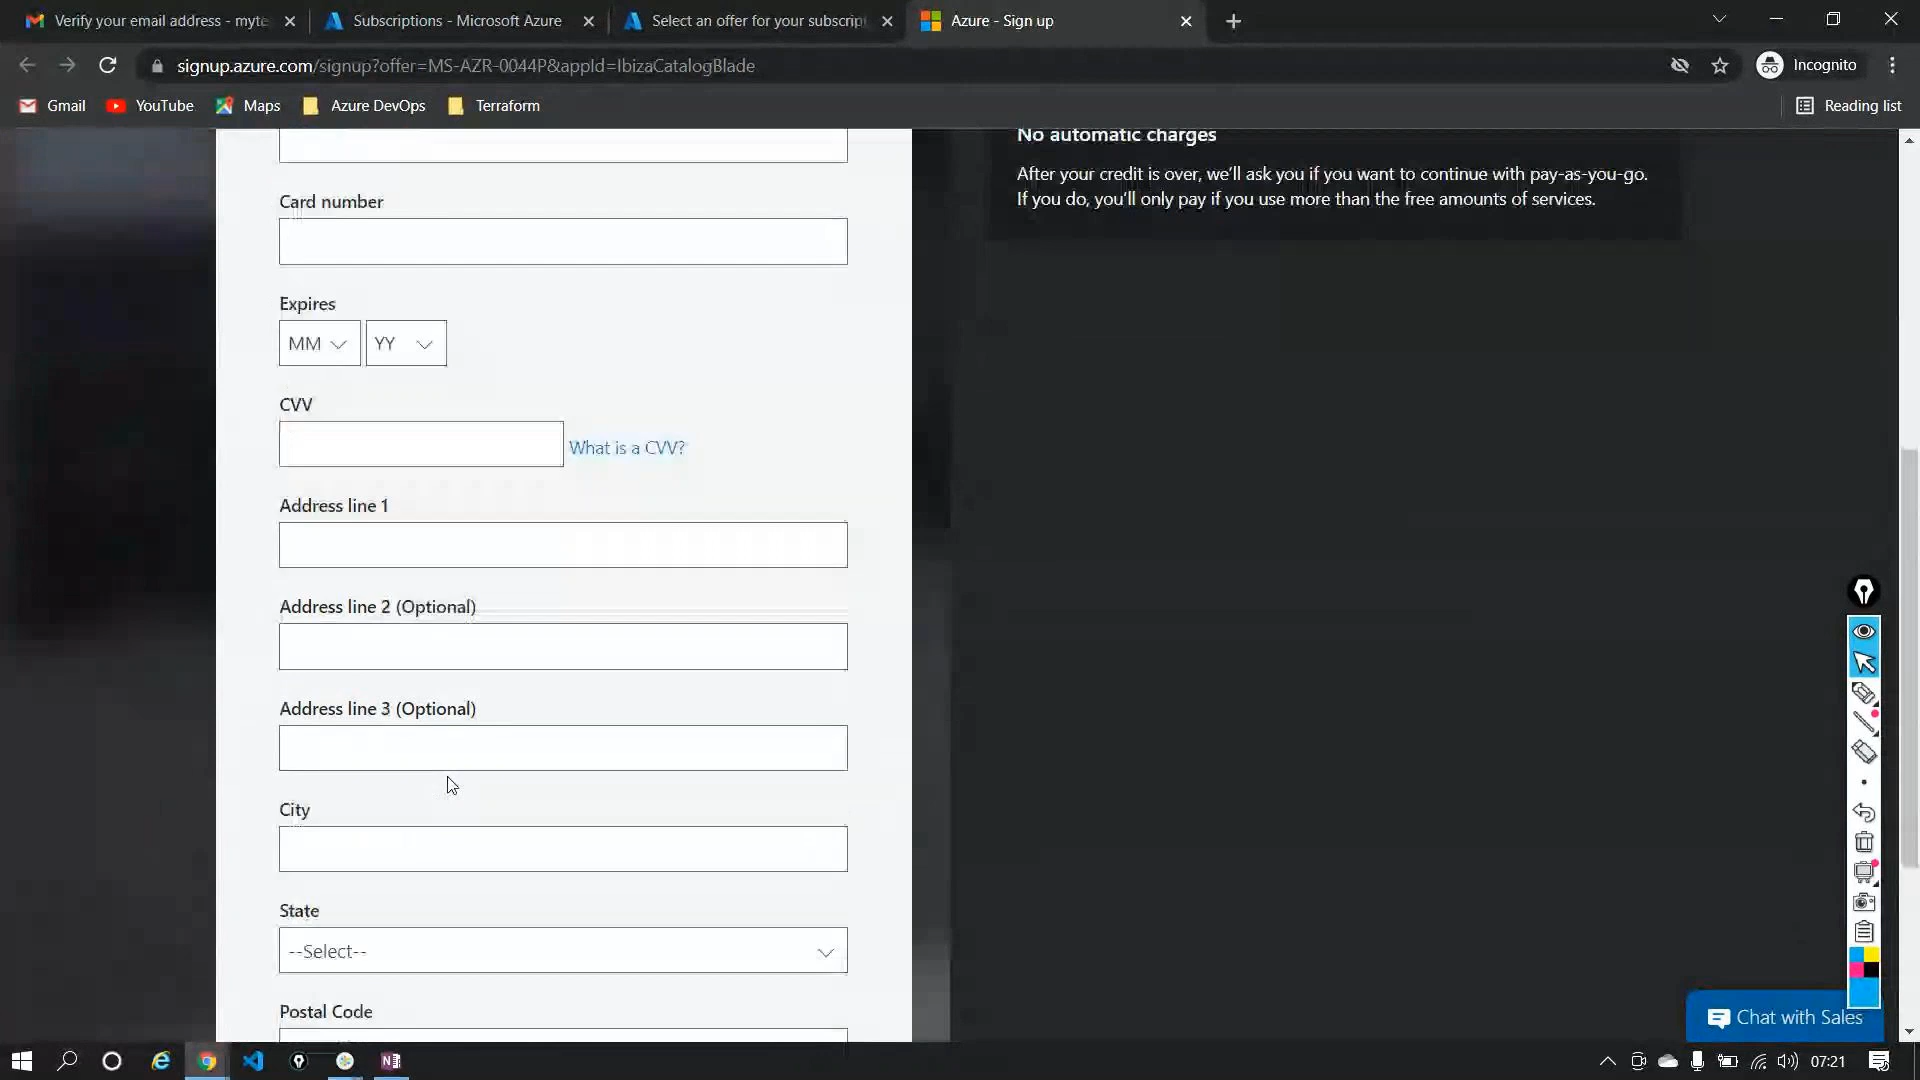 Verify your email address - myte
Subscriptions - Microsoft Azure
Select an offer for your subscrip
Azure - Sign up
signup.azure.com/signup?offer=MS-AZR-0044P&appId=IbizaCatalogBlade
Incognito
Gmail
YouTube
Maps
Azure DevOps
Terraform
Reading list
No automatic charges
After your credit is over, we'll ask you if you want to continue with pay-as-you-go.
If you do, you'll only pay if you use more than the free amounts of services.
Card number
Expires
MM
YY
CVV
What is a CVV?
Address line 1
Address line 2 (Optional)
Address line 3 (Optional)
City
State
--Select--
Postal Code
Chat with Sales
07:21